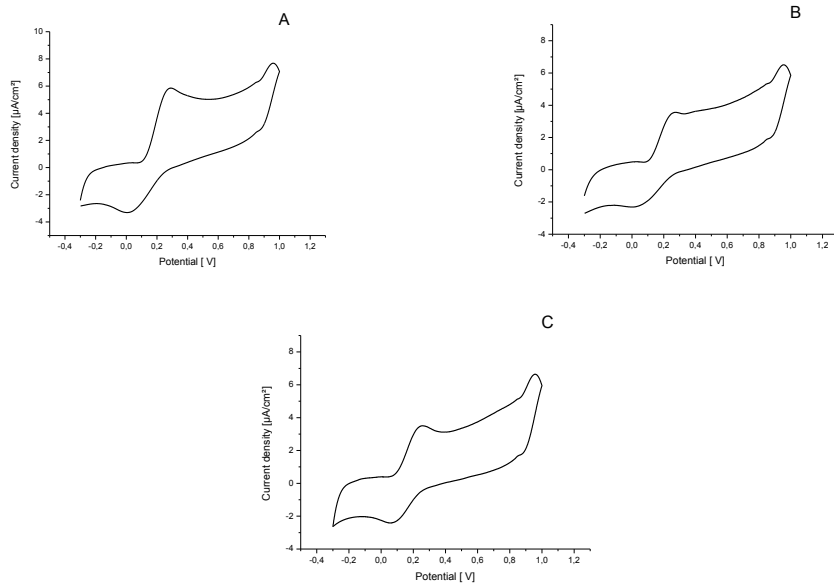 A
10
8
6
4
2
0
-2
-4
-0,4 -0,2 0,0 0,2 0,4 0,6 0,8 1,0 1,2
Current density [µA/cm²]
Potential [ V]
B
8
6
4
2
0
-2
-4
-0,4 -0,2 0,0 0,2 0,4 0,6 0,8 1,0 1,2
Current density [µA/cm²]
Potential [ V]
C
8
6
4
2
0
-2
-4
-0,4 -0,2 0,0 0,2 0,4 0,6 0,8 1,0 1,2
Current density [µA/cm²]
Potential [ V]